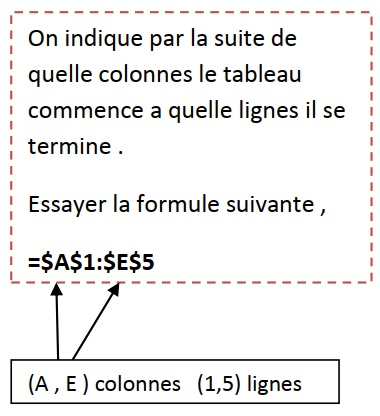 On indique par la suite de
quelle colonnes le tableau
commence a quelle lignes il se
termine .
Essayer la formule suivante ,
=$A$1:$E$5
(A , E ) colonnes (1,5) lignes